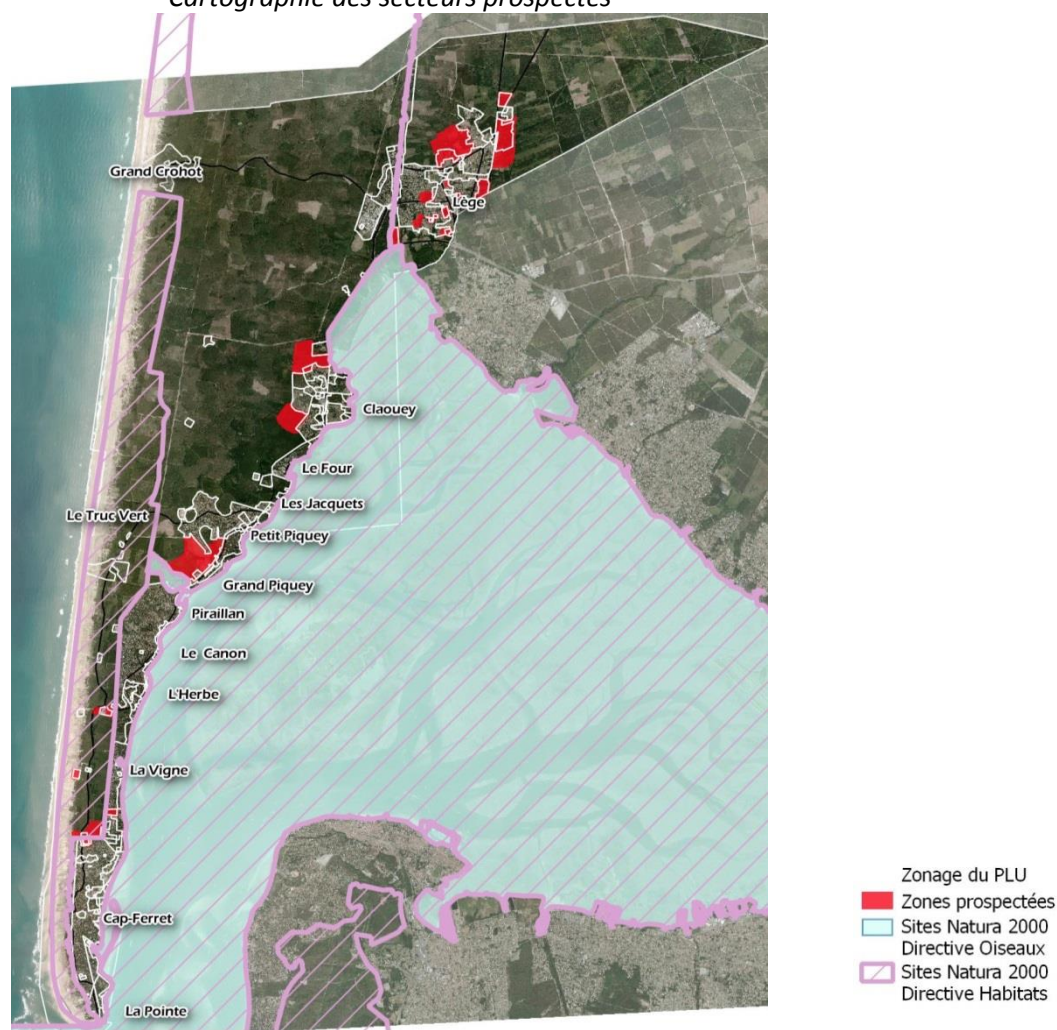 Cartographie des secteurs prospectés
Grand Crohot
Lège
Claouey
Le Four
Les Jacquets
Le Truc Vert
Petit Piquey
Grand Piquey
Piraillan
Le Canon
L'Herbe
La Vigne
Cap-Ferret
La Pointe
Zonage du PLU
Zones prospectées
Sites Natura 2000
Directive Oiseaux
Sites Natura 2000
Directive Habitats